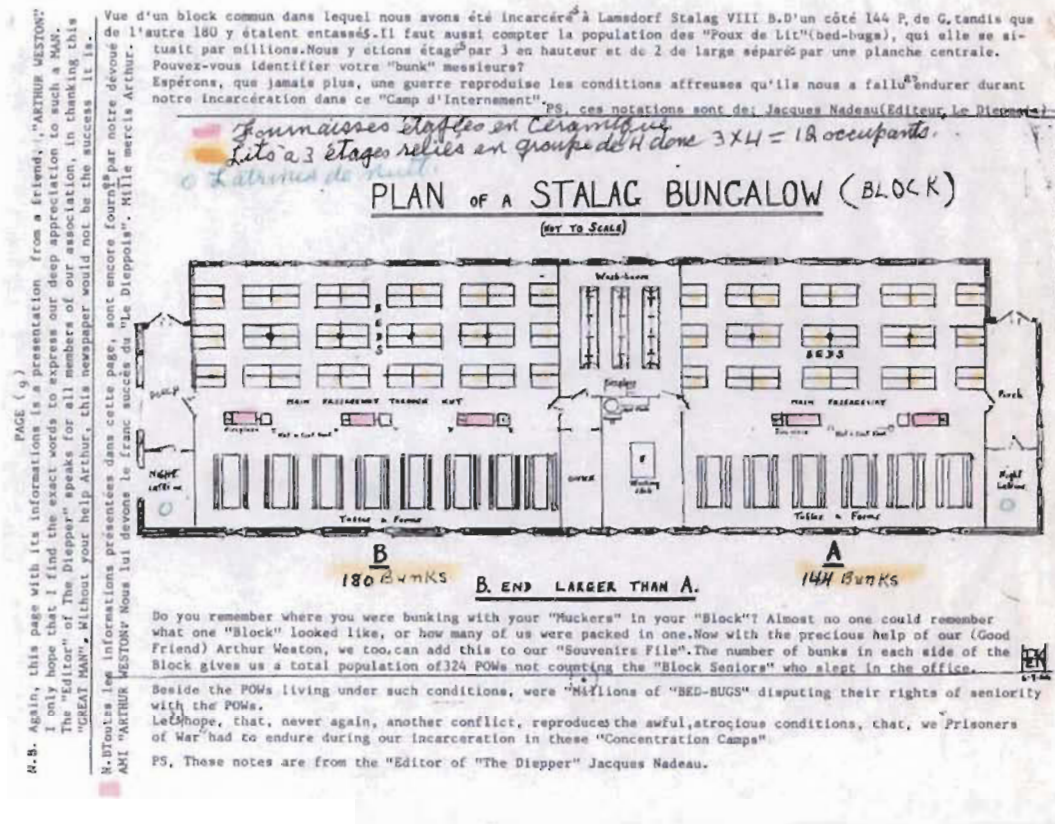 Vue d'un block commun dans lequel nous avons été incarcérés à Lamsdorf Stalag VIII B.D'un côté 144 P, de G.tandis que
de l'autre 180 y étaient entassés.Il faut aussi compter la population des "Poux de Lit"(bed-bugs), qui elle se si-
tuait par millions.Nous y etions étagés par 3 en hauteur et de 2 de large séparés par une planche centrale.
Pouvez-vous identifier votre "bunk" messieurs?
Espérons, que jamais plus, une guerre reproduise les conditions affreuses qu'ils nous a fallu endurer durant
notre incarcération dans ce "Camp d'Internement".
PS, ces notations sont de; Jacques Nadeau(Editeur, Le Dieppois)
Fournaisses étables en Céramique
Lits à 3 étages reliés en groupe de 4 donc 3 X 4 = 12 occupants.
O Latrines de nuit
PLAN OF A STALAG BUNGALOW (BLOCK)
(NOT TO SCALE)
Wash-house
BEDS
BEDS
Porch
MAIN PASSAGEWAY THROUGH HUT
MAIN PASSAGEWAY
Porch
Fireplace
NIGHT
LATRINE
Night
Latrine
Tables & Forms
Tables & Forms
B
180 Bunks
A
144 Bunks
B. END LARGER THAN A.
Do you remember where you were bunking with your "Muckers" in your "Block"? Almost no one could remember
what one "Block" looked like, or how many of us were packed in one.Now with the precious help of our (Good
Friend) Arthur Weston, we too,can add this to our "Souvenirs File".The number of bunks in each side of the
Block gives us a total population of324 POWs not counting the "Block Seniors" who slept in the office.
Beside the POWs living under such conditions, were "Millions of "BED-BUGS" disputing their rights of seniority
with the POWs.
Lets hope, that, never again, another conflict, reproduces the awful,atrocious conditions, that, we Prisoners
of War had to endure during our Incarceration in these "Concentration Camps"
PS, These notes are from the "Editor of "The Diepper" Jacques Nadeau.
PAGE (9)
N.B. Again, this page with its informations is a presentation from a friend, "ARTHUR WESTON".
I only hope that I find the exact words to express our deep appreciation to such a MAN.
The "Editor" of "The Diepper" speaks for all members of our association, in thanking this
"GREAT MAN". Without your help Arthur, this newspaper would not be the success it is.
N.BToutes les informations présentées dans cette page, sont encore fournis par notre dévoué
AMI "ARTHUR WESTON" Nous lui devons le franc succès du "Le Dieppois". Mille mercis Arthur.